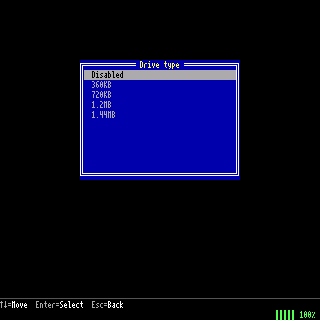 Drive type
Disabled
360KB
720KB
1.2MB
1.44MB
↑↓=Move Enter=Select Esc=Back
100%